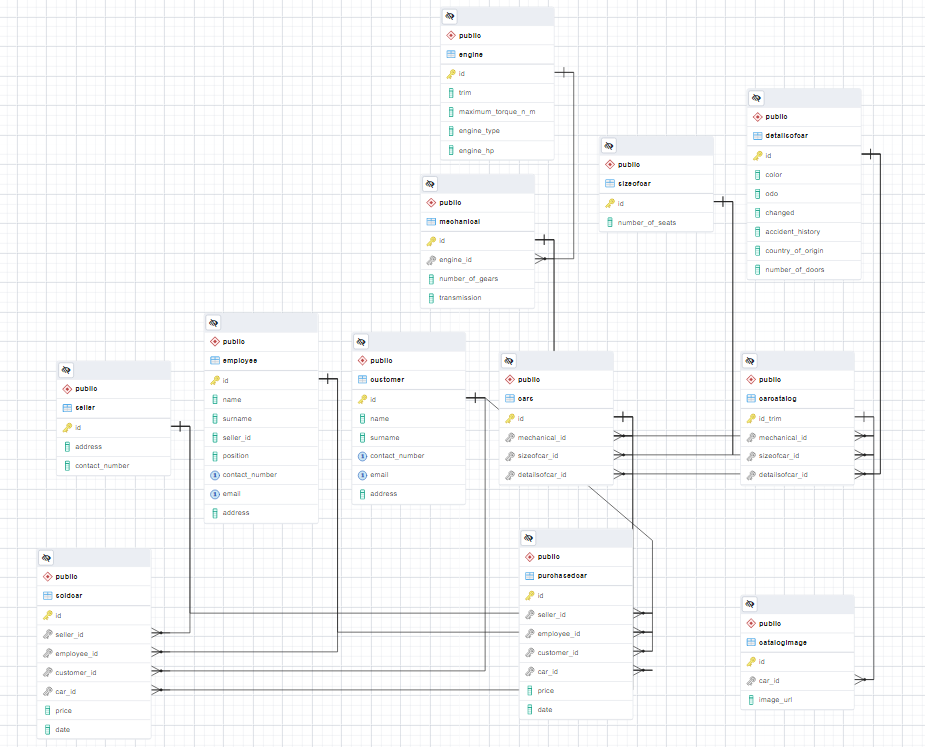 public
engine
id
trim
maximum_torque_n_m
engine_type
engine_hp
public
detailsofcar
id
color
odo
changed
accident_history
country_of_origin
number_of_doors
public
sizeofcar
id
number_of_seats
public
mechanical
id
engine_id
number_of_gears
transmission
public
employee
id
name
surname
seller_id
position
contact_number
email
address
public
customer
id
name
surname
contact_number
email
address
public
cars
id
mechanical_id
sizeofcar_id
detailsofcar_id
public
carcatalog
id_trim
mechanical_id
sizeofcar_id
detailsofcar_id
public
seller
id
address
contact_number
public
soldcar
id
seller_id
employee_id
customer_id
car_id
price
date
public
purchasedcar
id
seller_id
employee_id
customer_id
car_id
price
date
public
catalogimage
id
car_id
image_url